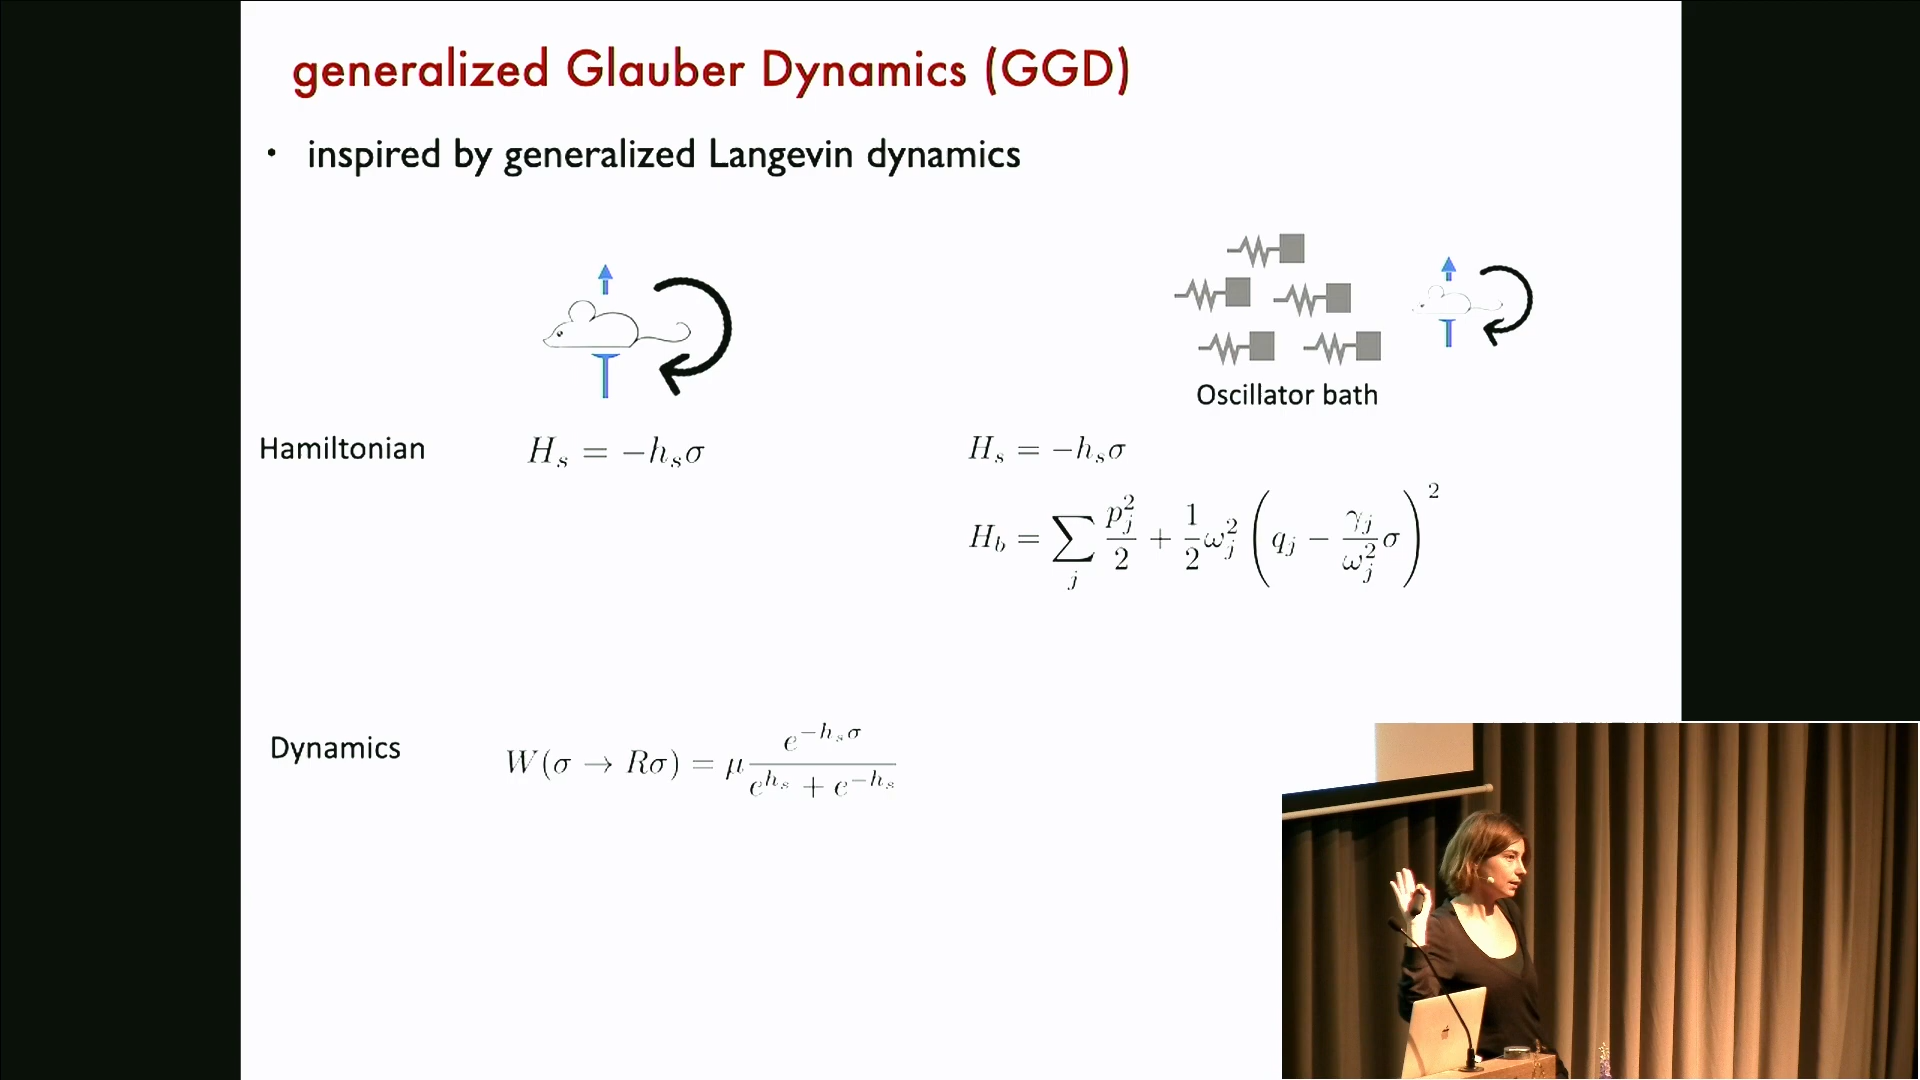 generalized Glauber Dynamics (GGD)
• inspired by generalized Langevin dynamics
Oscillator bath
Hamiltonian
H_s = −h_s σ
H_s = −h_s σ
H_b = ∑_j p_j^2/2 + 1/2 ω_j^2 (q_j − γ_j/ω_j^2 σ)^2
Dynamics
W(σ → Rσ) = μ e^{−h_s σ} / (e^{h_s} + e^{−h_s})